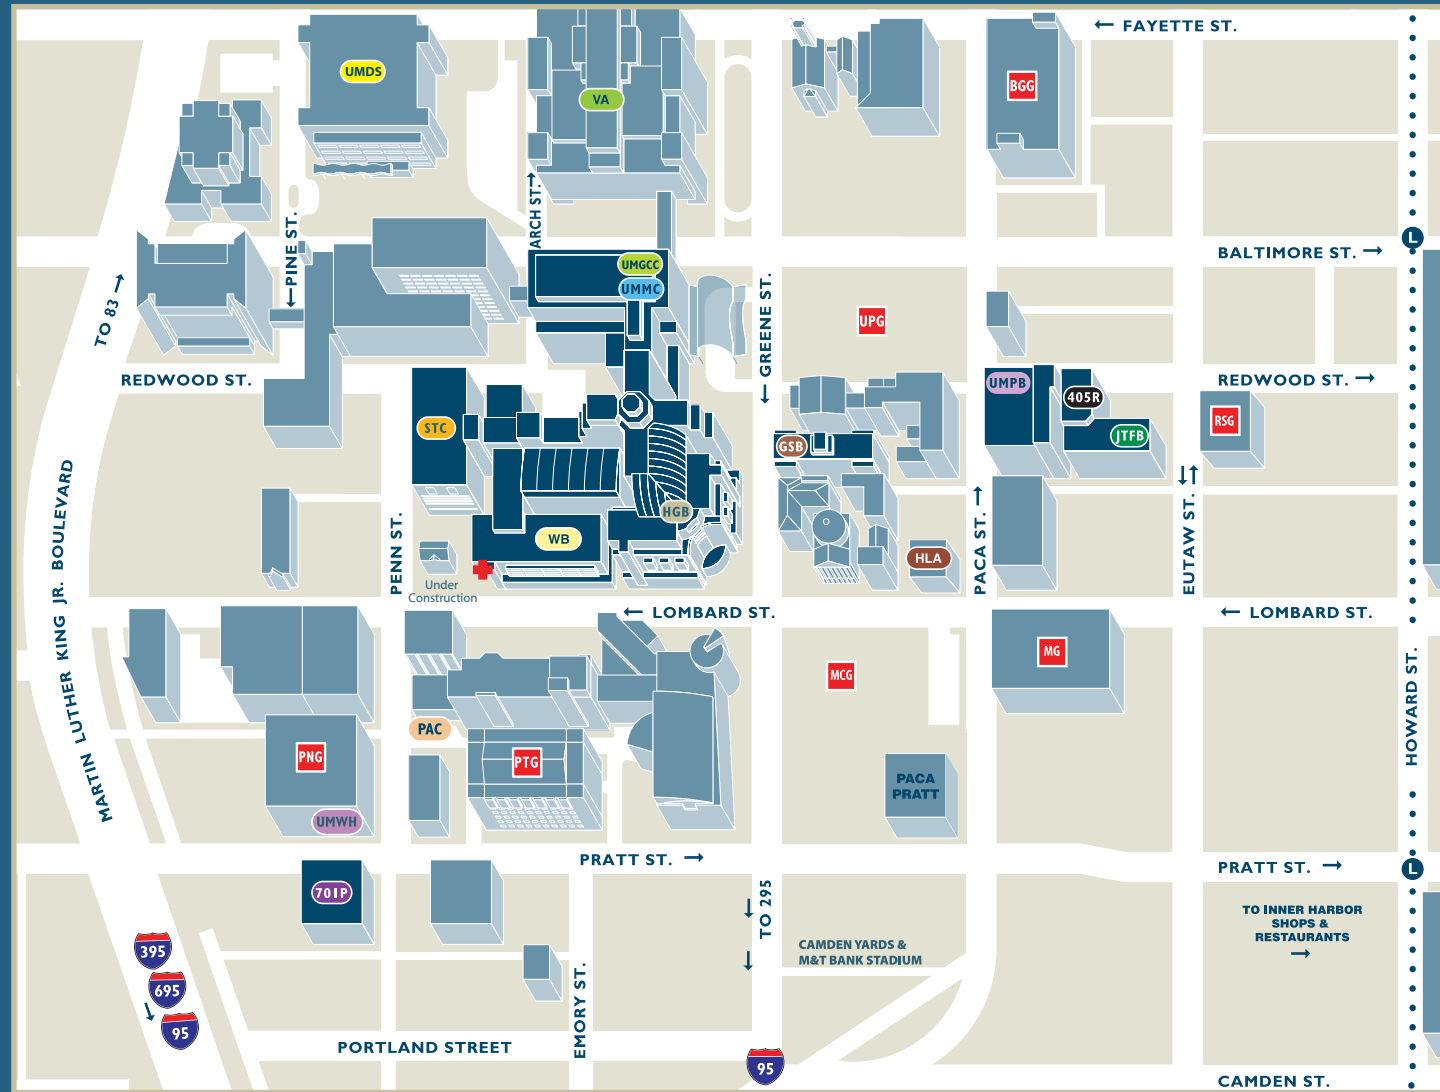 ← FAYETTE ST.
UMDS
VA
BGG
ARCH ST. →
← PINE ST.
L
BALTIMORE ST. →
UMGCC
UMMC
TO 83 →
GREENE ST. →
UPG
REDWOOD ST.
REDWOOD ST. →
UMPB
405R
RSG
STC
GSB
JTFB
HGB
WB
HLA
PENN ST.
PACA ST. →
EUTAW ST.
Under
Construction
MARTIN LUTHER KING JR. BOULEVARD
← LOMBARD ST.
← LOMBARD ST.
MG
MCG
HOWARD ST.
PAC
PNG
PTG
PACA
PRATT
UMWH
PRATT ST. →
PRATT ST. →
L
701P
TO 295
TO INNER HARBOR
SHOPS &
RESTAURANTS
→
CAMDEN YARDS &
M&T BANK STADIUM
395
695
95
EMORY ST.
PORTLAND STREET
95
CAMDEN ST.